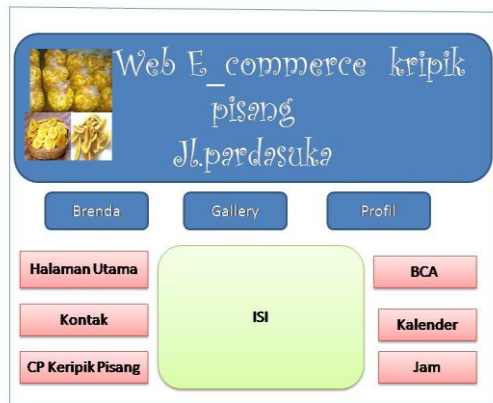 Web E_commerce kripik
pisang
Jl.pardasuka
Brenda
Gallery
Profil
Halaman Utama
Kontak
CP Keripik Pisang
ISI
BCA
Kalender
Jam